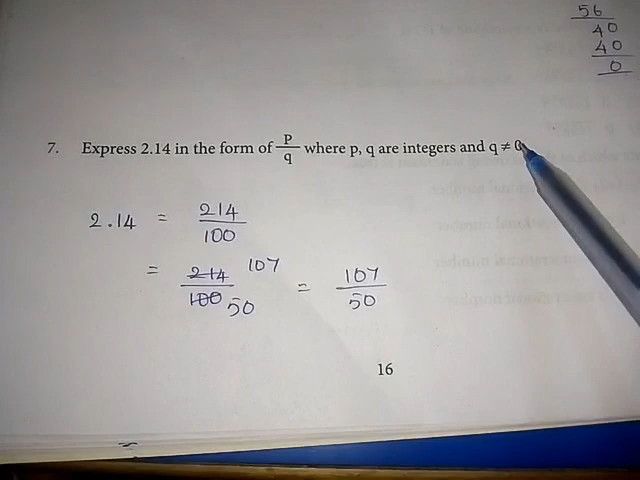 56
40
40
0
7. Express 2.14 in the form of p/q where p, q are integers and q ≠ 0
2.14 = 214/100
= 214/100 107 50 = 107/50
16